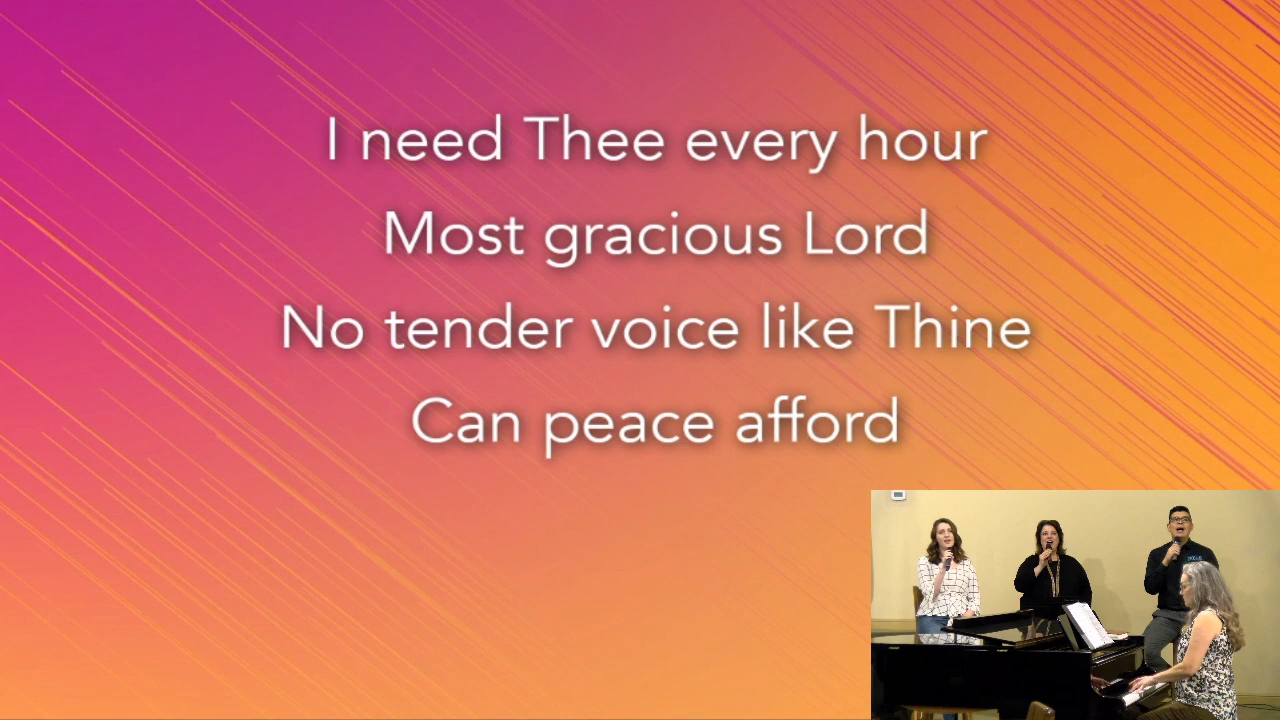 I need Thee every hour
Most gracious Lord
No tender voice like Thine
Can peace afford